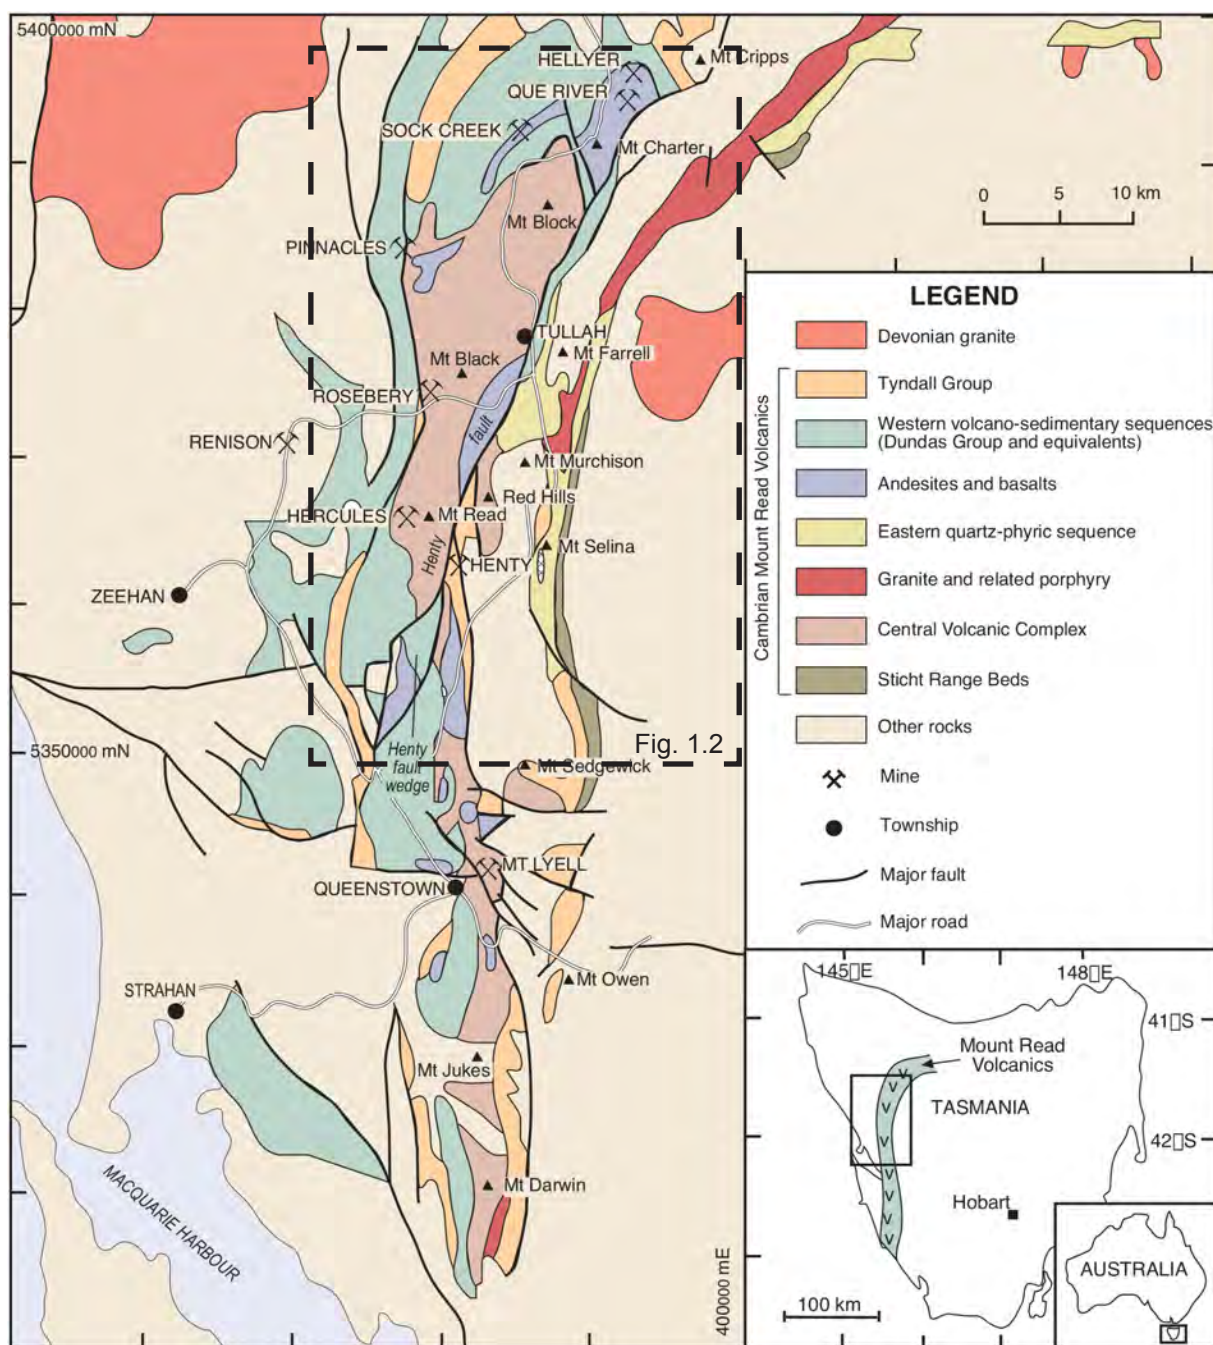 5400000 mN
HELLYER
Mt Cripps
QUE RIVER
SOCK CREEK
Mt Charter
0 5 10 km
Mt Block
PINNACLES
TULLAH
Mt Farrell
Mt Black
ROSEBERY
fault
RENISON
Mt Murchison
Red Hills
HERCULES
Mt Read
Henty
Mt Selina
HENTY
ZEEHAN
5350000 mN
Fig. 1.2
Henty
fault
wedge
Mt Sedgewick
MT LYELL
QUEENSTOWN
Mt Owen
STRAHAN
Mt Jukes
Mt Darwin
MACQUARIE HARBOUR
400000 mE
LEGEND
Devonian granite
Cambrian Mount Read Volcanics
Tyndall Group
Western volcano-sedimentary sequences
(Dundas Group and equivalents)
Andesites and basalts
Eastern quartz-phyric sequence
Granite and related porphyry
Central Volcanic Complex
Sticht Range Beds
Other rocks
Mine
Township
Major fault
Major road
145▯E 148▯E
41▯S
Mount Read
Volcanics
TASMANIA
42▯S
Hobart
100 km
AUSTRALIA